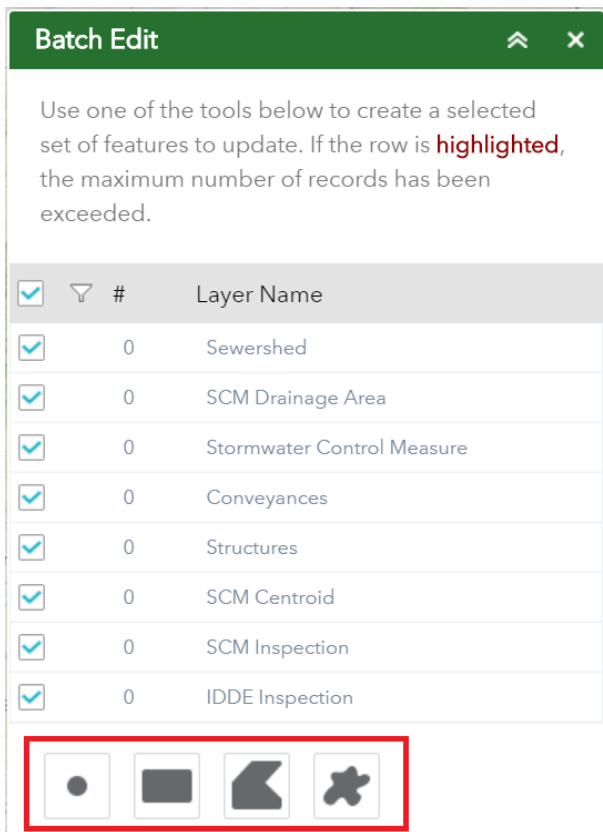 Batch Edit
Use one of the tools below to create a selected
set of features to update. If the row is highlighted,
the maximum number of records has been
exceeded.
# Layer Name
0 Sewershed
0 SCM Drainage Area
0 Stormwater Control Measure
0 Conveyances
0 Structures
0 SCM Centroid
0 SCM Inspection
0 IDDE Inspection